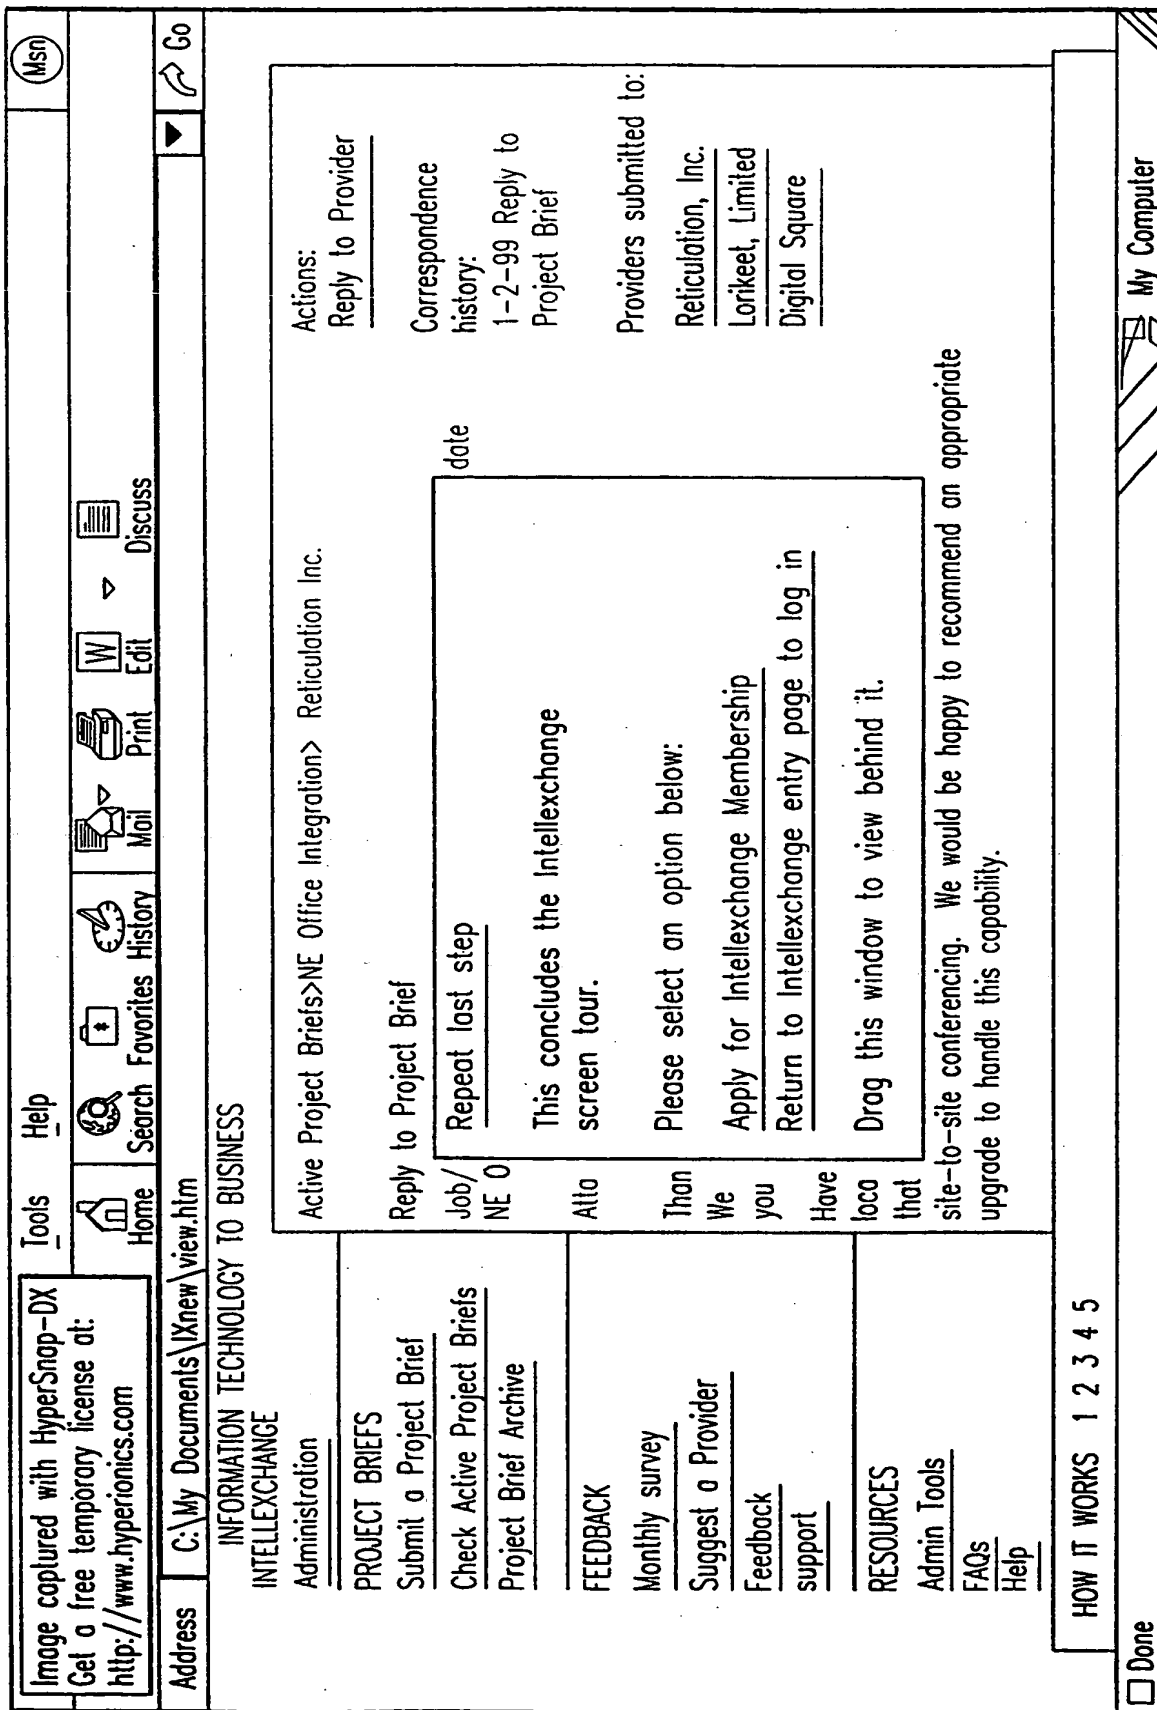 Image captured with HyperSnap-DX
Get a free temporary license at:
http://www.hyperionics.com
Tools Help
Msn
Home Search Favorites History Mail Print Edit Discuss
W
Address C:\My Documents\IXnew\view.htm Go
INFORMATION TECHNOLOGY TO BUSINESS
INTELLEXCHANGE
Administration
PROJECT BRIEFS
Submit a Project Brief
Check Active Project Briefs
Project Brief Archive
FEEDBACK
Monthly survey
Suggest a Provider
Feedback
support
RESOURCES
Admin Tools
FAQs
Help
Active Project Briefs>NE Office Integration> Reticulation Inc.
Reply to Project Brief
Job/
NE O
date
Atta
Than
We
you
Have
loca
that
site-to-site conferencing. We would be happy to recommend an appropriate
upgrade to handle this capability.
Repeat last step
This concludes the Intellexchange
screen tour.
Please select an option below:
Apply for Intellexchange Membership
Return to Intellexchange entry page to log in
Drag this window to view behind it.
Actions:
Reply to Provider
Correspondence
history:
1-2-99 Reply to
Project Brief
Providers submitted to:
Reticulation, Inc.
Lorikeet, Limited
Digital Square
HOW IT WORKS 1 2 3 4 5
Done
My Computer